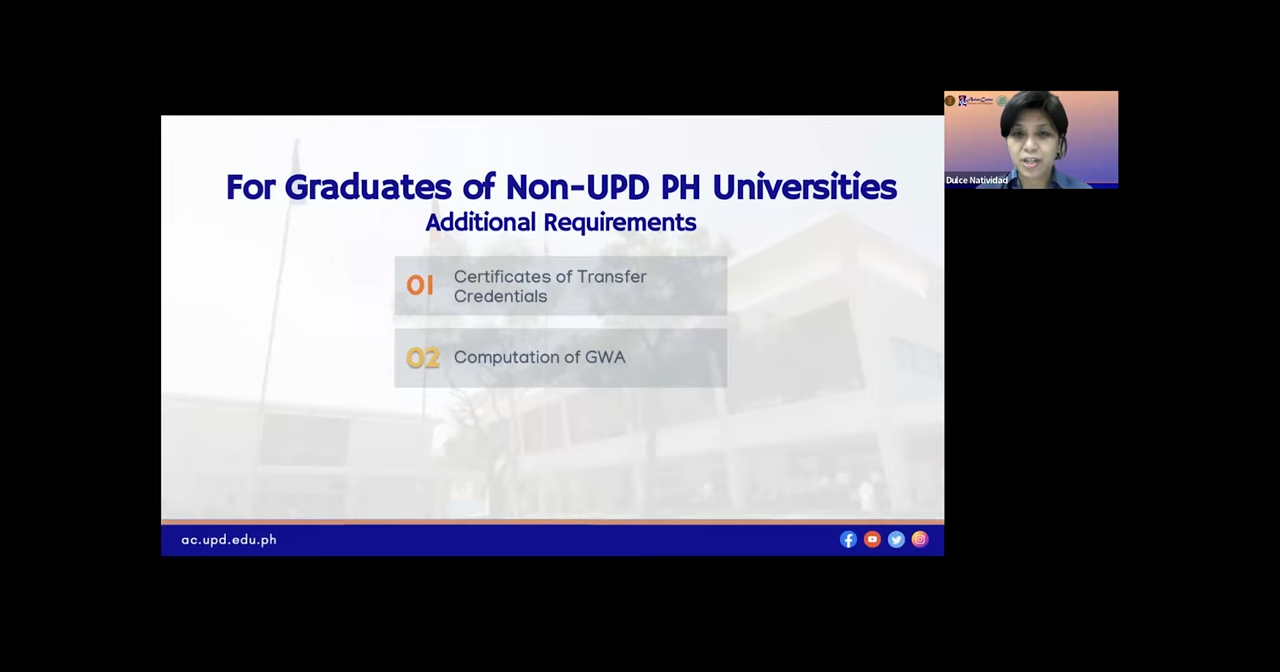 For Graduates of Non-UPD PH Universities
Additional Requirements
01 Certificates of Transfer
Credentials
02 Computation of GWA
ac.upd.edu.ph
Dulce Natividad